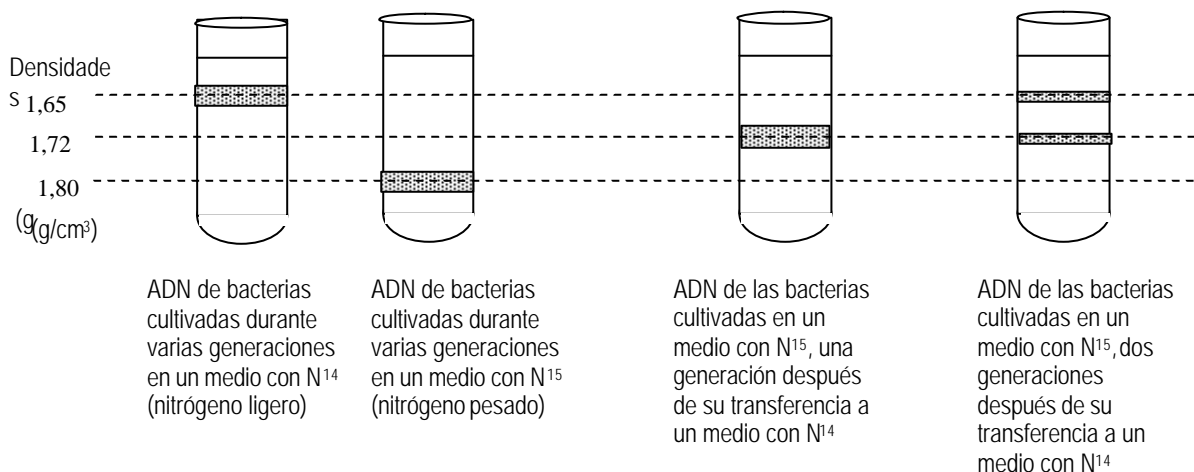 Densidade
s 1,65
1,72
1,80
(g(g/cm³)
ADN de bacterias
cultivadas durante
varias generaciones
en un medio con N¹⁴
(nitrógeno ligero)
ADN de bacterias
cultivadas durante
varias generaciones
en un medio con N¹⁵
(nitrógeno pesado)
ADN de las bacterias
cultivadas en un
medio con N¹⁵, una
generación después
de su transferencia a
un medio con N¹⁴
ADN de las bacterias
cultivadas en un
medio con N¹⁵, dos
generaciones
después de su
transferencia a un
medio con N¹⁴